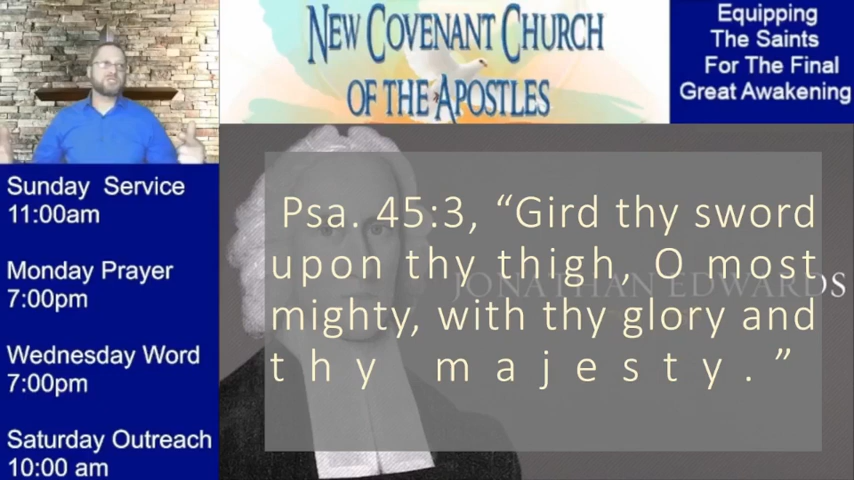 NEW COVENANT CHURCH
OF THE APOSTLES
Equipping
The Saints
For The Final
Great Awakening
Sunday Service
11:00am
Monday Prayer
7:00pm
Wednesday Word
7:00pm
Saturday Outreach
10:00 am
Psa. 45:3, “Gird thy sword
upon thy thigh, O most
mighty, with thy glory and
thy majesty.”
JONATHAN EDWARDS